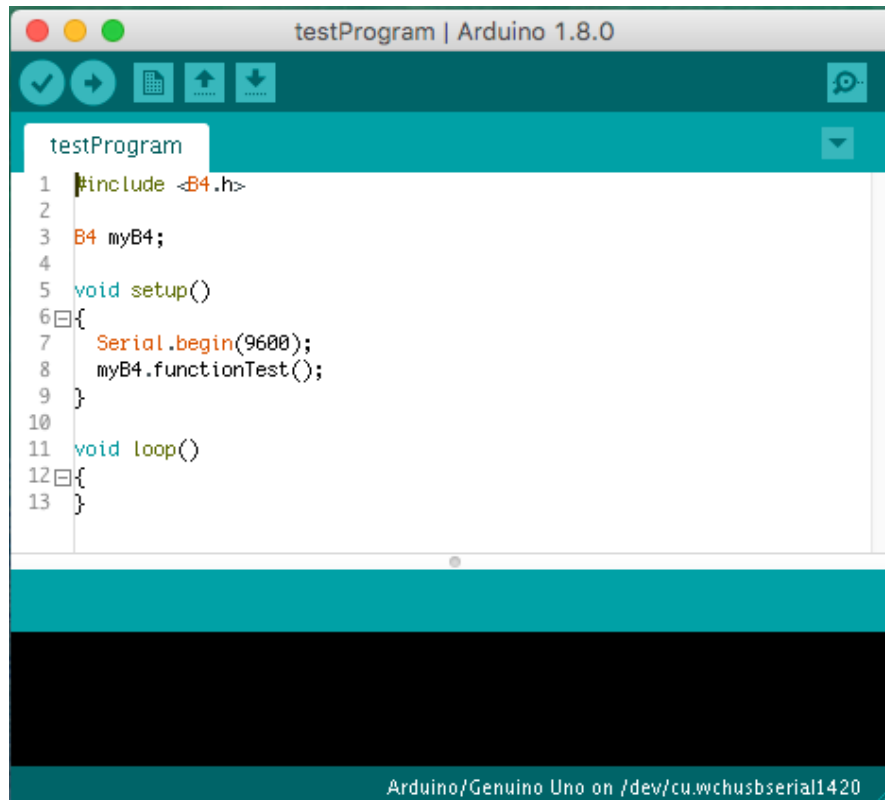 testProgram | Arduino 1.8.0
testProgram
1 #include <B4.h>
2
3 B4 myB4;
4
5 void setup()
6 {
7   Serial.begin(9600);
8   myB4.functionTest();
9 }
10
11 void loop()
12 {
13 }
Arduino/Genuino Uno on /dev/cu.wchusbserial1420